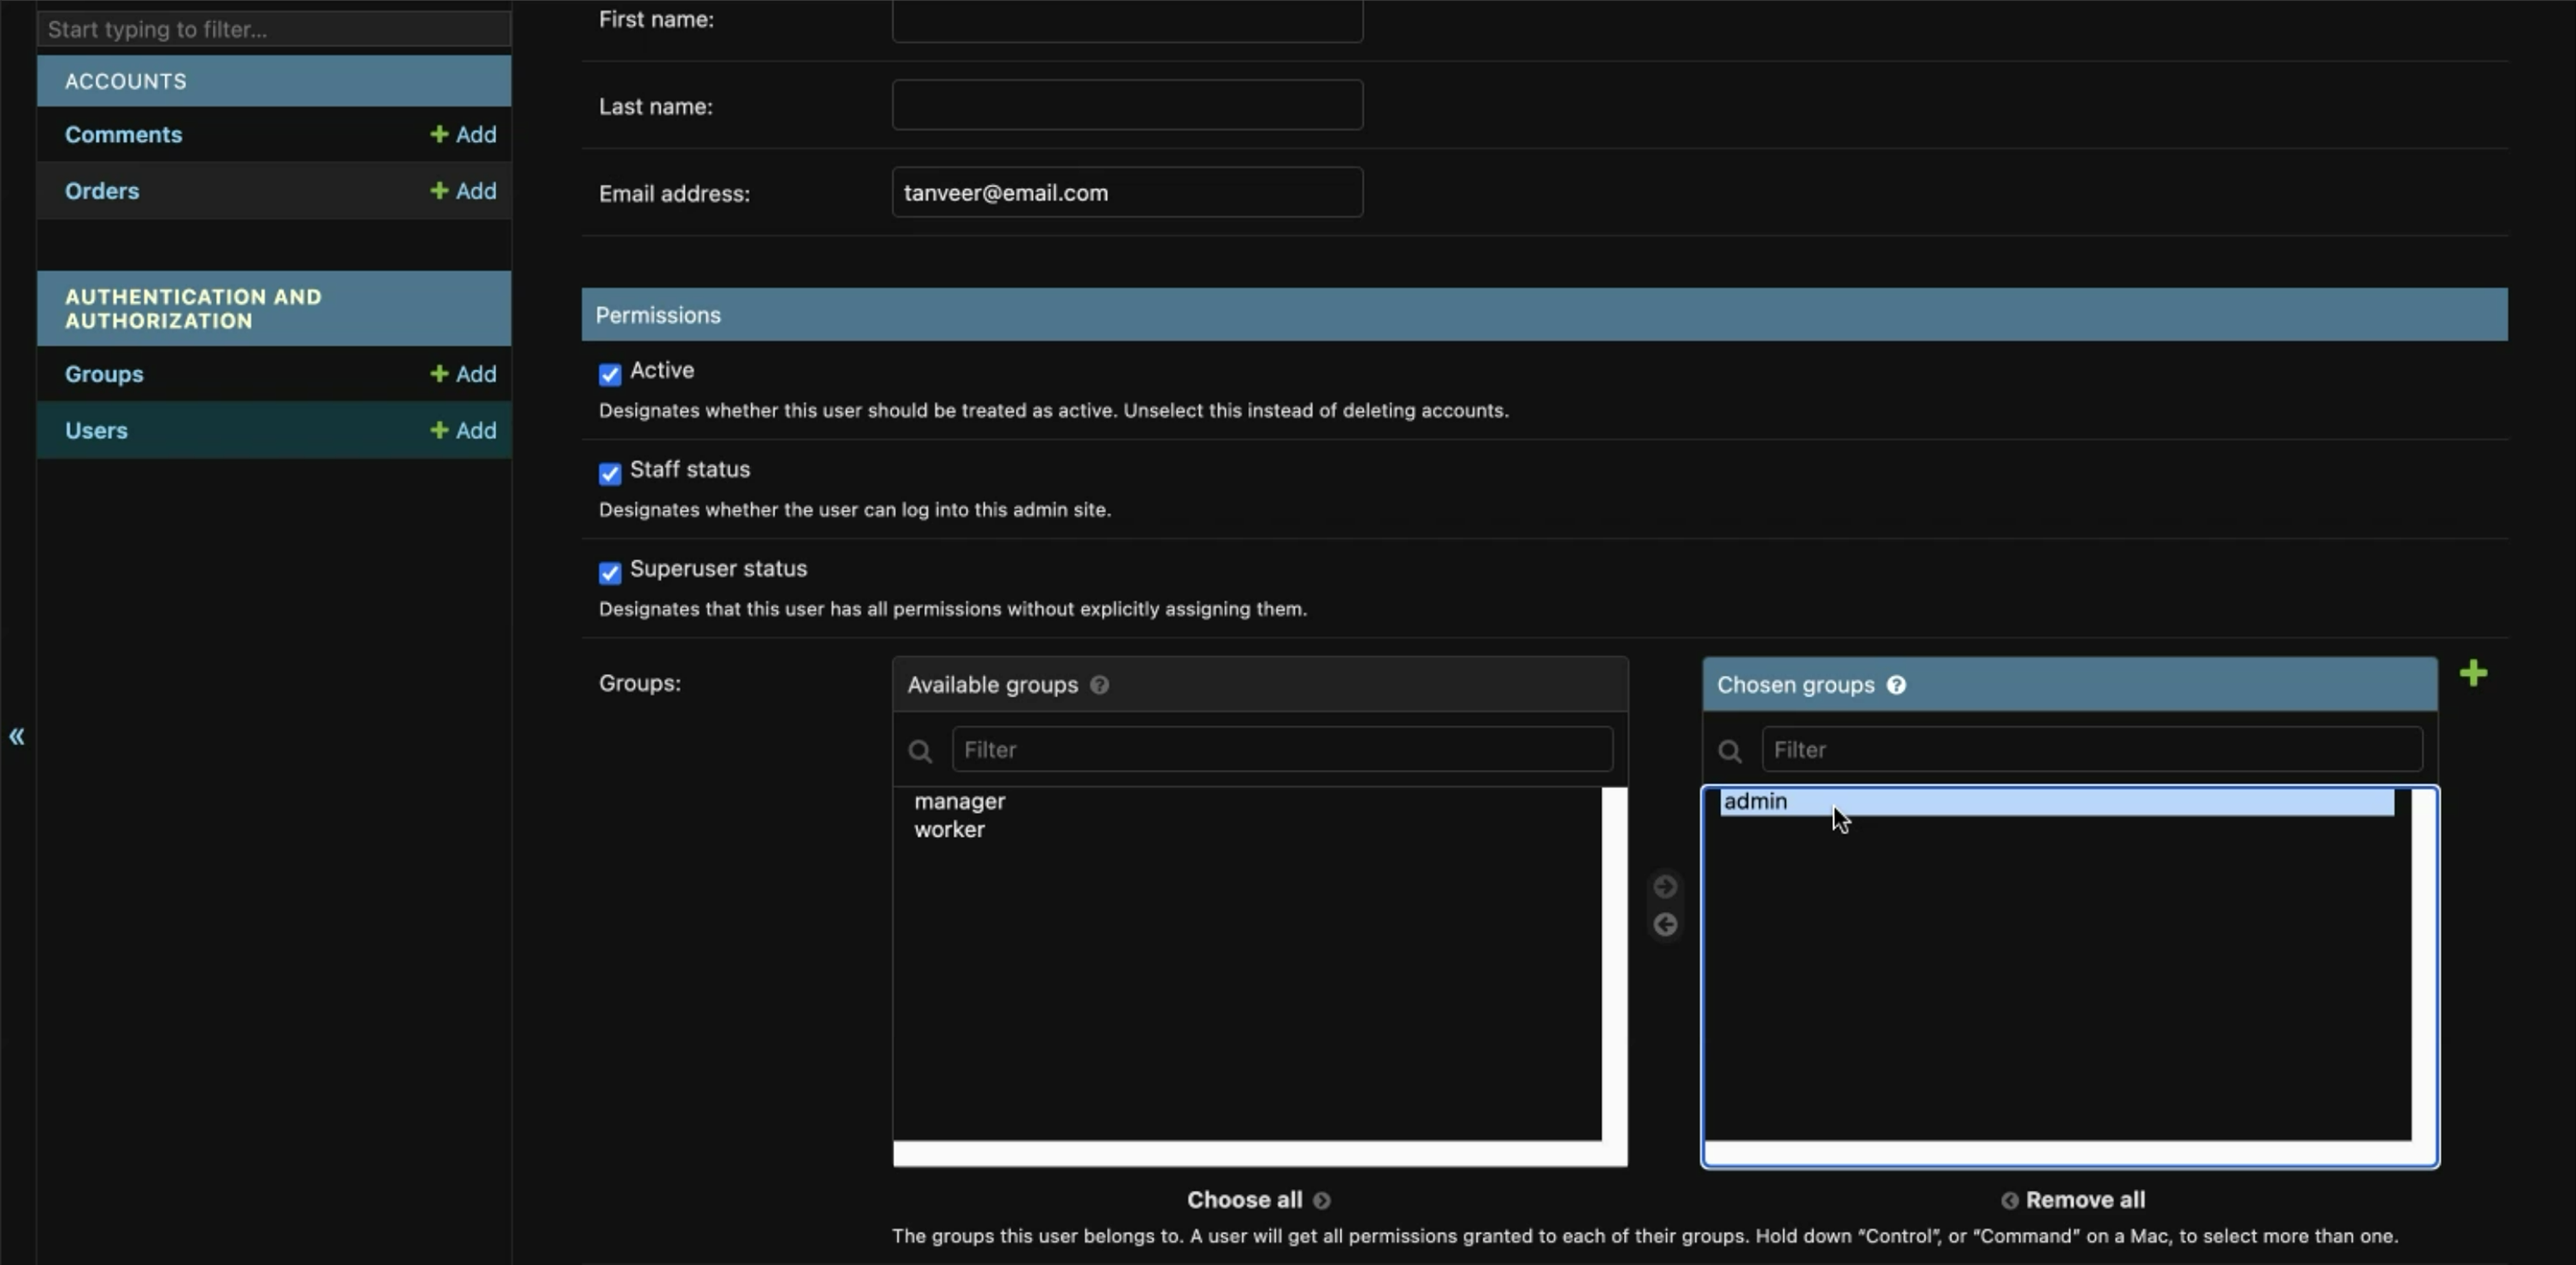 Start typing to filter...
ACCOUNTS
Comments + Add
Orders + Add
AUTHENTICATION AND
AUTHORIZATION
Groups + Add
Users + Add
«
First name:
Last name:
Email address: tanveer@email.com
Permissions
Active
Designates whether this user should be treated as active. Unselect this instead of deleting accounts.
Staff status
Designates whether the user can log into this admin site.
Superuser status
Designates that this user has all permissions without explicitly assigning them.
Groups:
Available groups ?
Filter
manager
worker
Choose all
Chosen groups ?
Filter
admin
Remove all
The groups this user belongs to. A user will get all permissions granted to each of their groups. Hold down “Control”, or “Command” on a Mac, to select more than one.